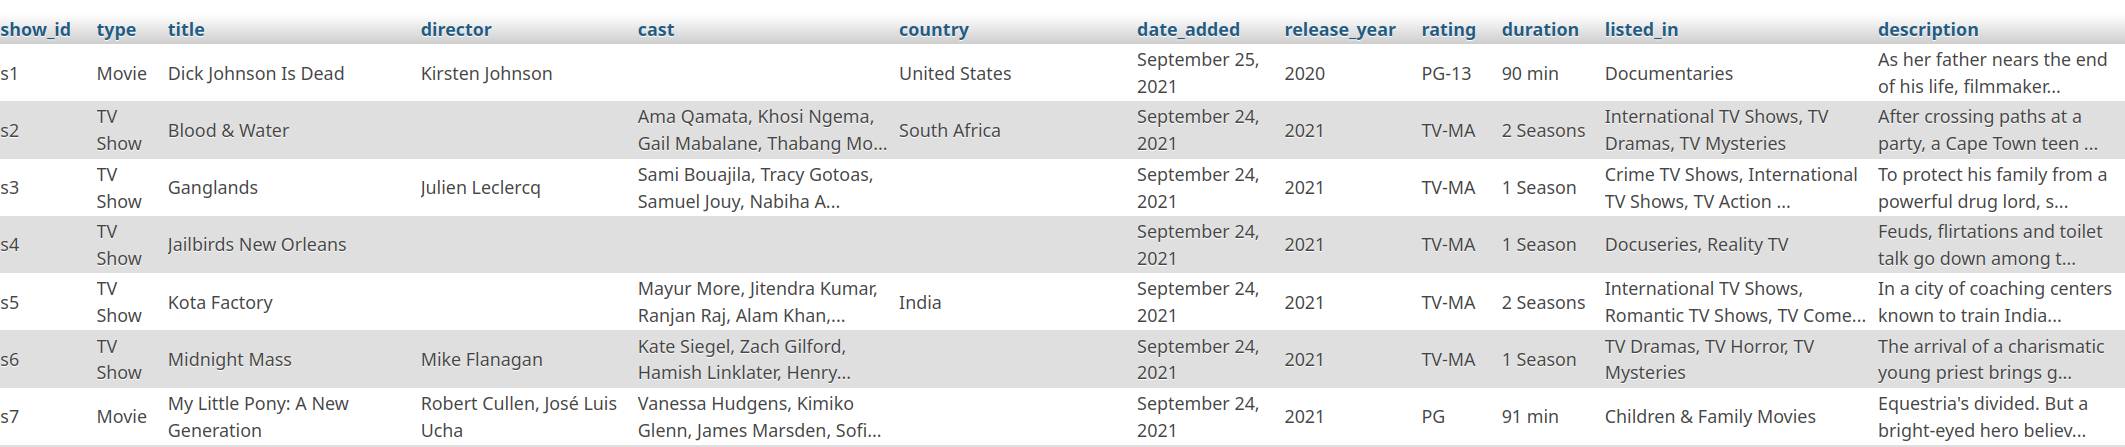 show_id type title director cast country date_added release_year rating duration listed_in description
September 25, As her father nears the end
s1 Movie Dick Johnson Is Dead Kirsten Johnson United States 2020 PG-13 90 min Documentaries
2021 of his life, filmmaker...
TV Ama Qamata, Khosi Ngema, September 24, International TV Shows, TV After crossing paths at a
s2 Blood & Water South Africa 2021 TV-MA 2 Seasons
Show Gail Mabalane, Thabang Mo... 2021 Dramas, TV Mysteries party, a Cape Town teen ...
TV Sami Bouajila, Tracy Gotoas, September 24, Crime TV Shows, International To protect his family from a
s3 Ganglands Julien Leclercq 2021 TV-MA 1 Season
Show Samuel Jouy, Nabiha A... 2021 TV Shows, TV Action ... powerful drug lord, s...
TV September 24, Feuds, flirtations and toilet
s4 Jailbirds New Orleans 2021 TV-MA 1 Season Docuseries, Reality TV
Show 2021 talk go down among t...
TV Mayur More, Jitendra Kumar, September 24, International TV Shows, In a city of coaching centers
s5 Kota Factory India 2021 TV-MA 2 Seasons
Show Ranjan Raj, Alam Khan,... 2021 Romantic TV Shows, TV Come... known to train India...
TV Kate Siegel, Zach Gilford, September 24, TV Dramas, TV Horror, TV The arrival of a charismatic
s6 Midnight Mass Mike Flanagan 2021 TV-MA 1 Season
Show Hamish Linklater, Henry... 2021 Mysteries young priest brings g...
My Little Pony: A New Robert Cullen, José Luis Vanessa Hudgens, Kimiko September 24, Equestria's divided. But a
s7 Movie 2021 PG 91 min Children & Family Movies
Generation Ucha Glenn, James Marsden, Sofi... 2021 bright-eyed hero believ...